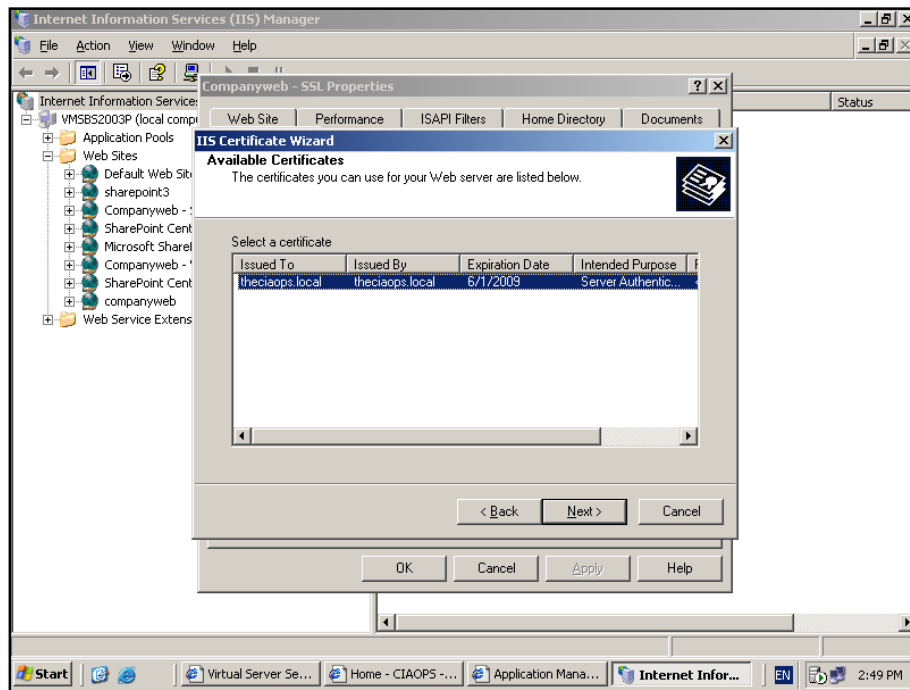 Internet Information Services (IIS) Manager
File Action View Window Help
Companyweb - SSL Properties
Internet Information Service
Status
VMSBS2003P (local comp
Web Site Performance ISAPI Filters Home Directory Documents
Application Pools
IIS Certificate Wizard
Web Sites
Available Certificates
The certificates you can use for your Web server are listed below.
Default Web Sit
sharepoint3
Companyweb -
SharePoint Cent
Microsoft Sharel
Companyweb -
SharePoint Cent
companyweb
Web Service Extens
Select a certificate
Issued To Issued By Expiration Date Intended Purpose
theciaops.local theciaops.local 6/1/2009 Server Authentic...
< Back Next > Cancel
OK Cancel Apply Help
Start Virtual Server Se... Home - CIAOPS -... Application Mana... Internet Infor... EN 2:49 PM